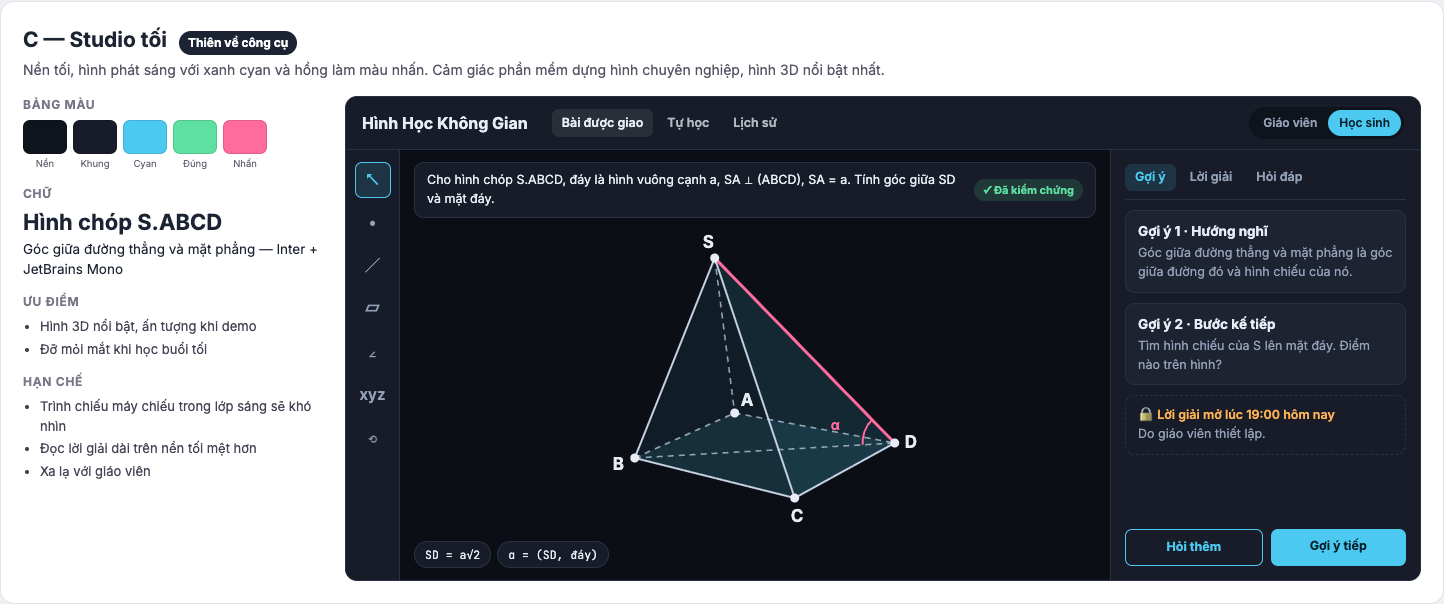 C — Studio tối
Thiên về công cụ
Nền tối, hình phát sáng với xanh cyan và hồng làm màu nhấn. Cảm giác phần mềm dựng hình chuyên nghiệp, hình 3D nổi bật nhất.
BẢNG MÀU
Nền
Khung
Cyan
Đúng
Nhấn
CHỮ
Hình chóp S.ABCD
Góc giữa đường thẳng và mặt phẳng — Inter +
JetBrains Mono
ƯU ĐIỂM
• Hình 3D nổi bật, ấn tượng khi demo
• Đỡ mỏi mắt khi học buổi tối
HẠN CHẾ
• Trình chiếu máy chiếu trong lớp sáng sẽ khó
nhìn
• Đọc lời giải dài trên nền tối mệt hơn
• Xa lạ với giáo viên
Hình Học Không Gian
Bài được giao
Tự học
Lịch sử
Giáo viên
Học sinh
xyz
Cho hình chóp S.ABCD, đáy là hình vuông cạnh a, SA ⊥ (ABCD), SA = a. Tính góc giữa SD
và mặt đáy.
✓ Đã kiểm chứng
S
A
α
D
B
C
SD = a√2
α = (SD, đáy)
Gợi ý
Lời giải
Hỏi đáp
Gợi ý 1 · Hướng nghĩ
Góc giữa đường thẳng và mặt phẳng là góc
giữa đường đó và hình chiếu của nó.
Gợi ý 2 · Bước kế tiếp
Tìm hình chiếu của S lên mặt đáy. Điểm
nào trên hình?
🔒 Lời giải mở lúc 19:00 hôm nay
Do giáo viên thiết lập.
Hỏi thêm
Gợi ý tiếp